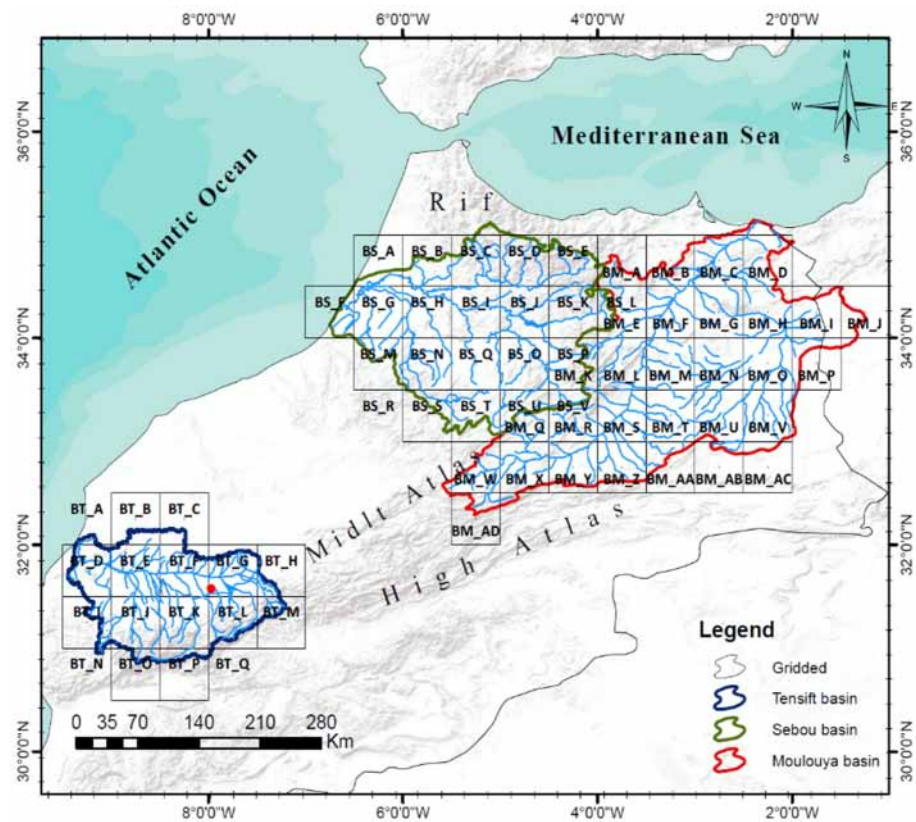 8°0'0"W 6°0'0"W 4°0'0"W 2°0'0"W
N
W E
S
36°0'0"N 36°0'0"N
Mediterranean Sea
Atlantic Ocean
Rif
BS_A BS_B BS_C BS_D BS_E
BM_A BM_B BM_C BM_D
BS_F BS_G BS_H BS_I BS_J BS_K BS_L
BM_E BM_F BM_G BM_H BM_I BM_J
34°0'0"N 34°0'0"N
BS_M BS_N BS_Q BS_O BS_P
BM_K BM_L BM_M BM_N BM_O BM_P
BS_R BS_S BS_T BS_U BS_V
BM_Q BM_R BM_S BM_T BM_U BM_V
BM_W BM_X BM_Y BM_Z BM_AA BM_AB BM_AC
BM_AD
Midlt Atlas
High Atlas
32°0'0"N 32°0'0"N
BT_A BT_B BT_C
BT_D BT_E BT_F BT_G BT_H
BT_J BT_K BT_L BT_M
BT_N BT_O BT_P BT_Q
Legend
Gridded
Tensift basin
Sebou basin
Moulouya basin
0 35 70 140 210 280
Km
30°0'0"N 30°0'0"N
8°0'0"W 6°0'0"W 4°0'0"W 2°0'0"W